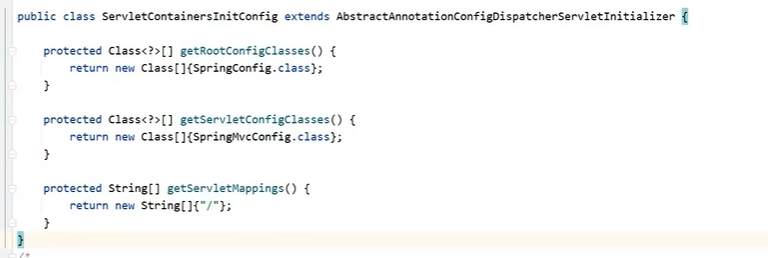 public class ServletContainersInitConfig extends AbstractAnnotationConfigDispatcherServletInitializer {
protected Class<?>[] getRootConfigClasses() {
return new Class[]{SpringConfig.class};
}
protected Class<?>[] getServletConfigClasses() {
return new Class[]{SpringMvcConfig.class};
}
protected String[] getServletMappings() {
return new String[]{"/"};
}
}
/*